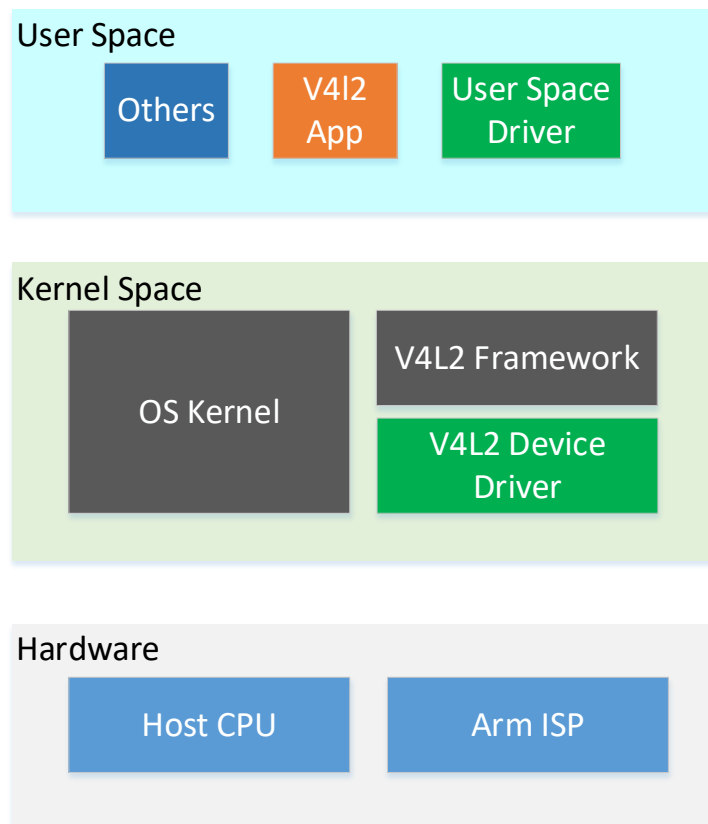 User Space
Others
V4l2
App
User Space
Driver
Kernel Space
OS Kernel
V4L2 Framework
V4L2 Device
Driver
Hardware
Host CPU
Arm ISP